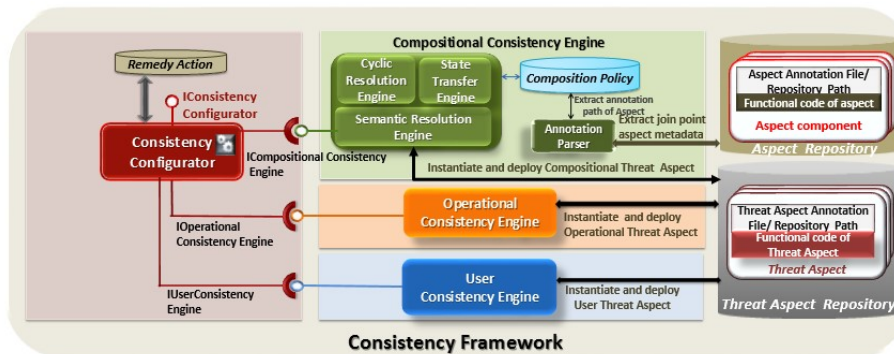 Remedy Action
IConsistency
Configurator
Consistency
Configurator
ICompositional Consistency
Engine
IOperational
Consistency Engine
IUserConsistency
Engine
Compositional Consistency Engine
Cyclic
Resolution
Engine
State
Transfer
Engine
Semantic Resolution
Engine
Composition Policy
Extract annotation
path of Aspect
Annotation
Parser
Extract join point
aspect metadata
Instantiate and deploy Compositional Threat Aspect
Operational
Consistency Engine
Instantiate and deploy
Operational Threat Aspect
User
Consistency Engine
Instantiate and deploy
User Threat Aspect
Aspect Annotation File/
Repository Path
Functional code of aspect
Aspect component
Aspect Repository
Threat Aspect Annotation
File/ Repository Path
Functional code of
Threat Aspect
Threat Aspect
Threat Aspect Repository
Consistency Framework